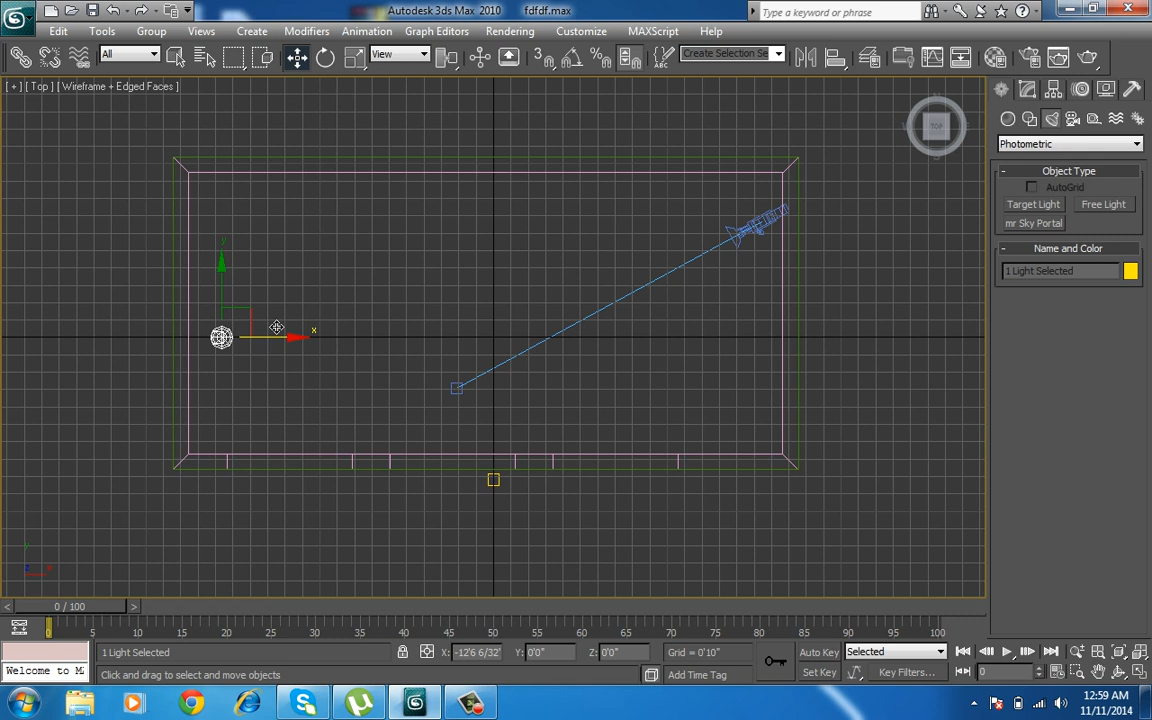 Autodesk 3ds Max 2010 fdfdf.max
Type a keyword or phrase
Edit Tools Group Views Create Modifiers Animation Graph Editors Rendering Customize MAXScript Help
All View Create Selection Se
[ + ] [ Top ] [ Wireframe + Edged Faces ]
TOP
Photometric
- Object Type
AutoGrid
Target Light Free Light
mr Sky Portal
- Name and Color
1 Light Selected
y
x
0 / 100
0 5 10 15 20 25 30 35 40 45 50 55 60 65 70 75 80 85 90 95 100
1 Light Selected X: -12'6 6/32" Y: 0'0" Z: 0'0" Grid = 0'10" Auto Key Selected
Welcome to M Click and drag to select and move objects Add Time Tag Set Key Key Filters... 0
12:59 AM
11/11/2014